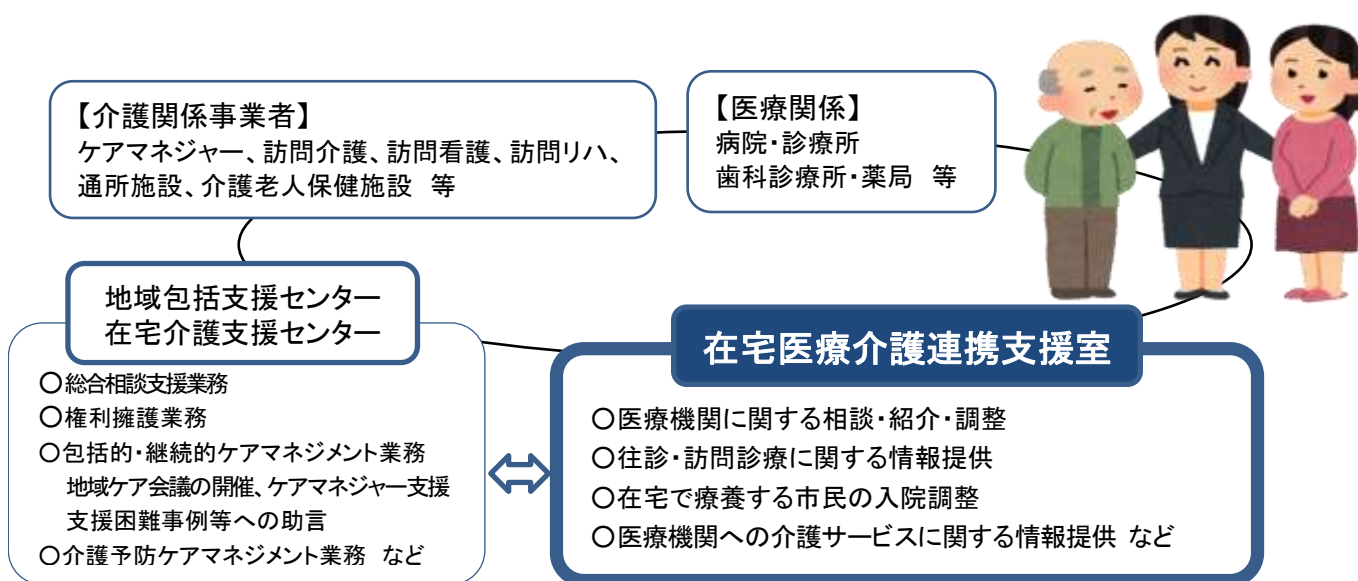 【介護関係事業者】
ケアマネジャー、訪問介護、訪問看護、訪問リハ、
通所施設、介護老人保健施設 等
【医療関係】
病院・診療所
歯科診療所・薬局 等
地域包括支援センター
在宅介護支援センター
〇総合相談支援業務
〇権利擁護業務
〇包括的・継続的ケアマネジメント業務
地域ケア会議の開催、ケアマネジャー支援
支援困難事例等への助言
〇介護予防ケアマネジメント業務 など
在宅医療介護連携支援室
〇医療機関に関する相談・紹介・調整
〇往診・訪問診療に関する情報提供
〇在宅で療養する市民の入院調整
〇医療機関への介護サービスに関する情報提供 など